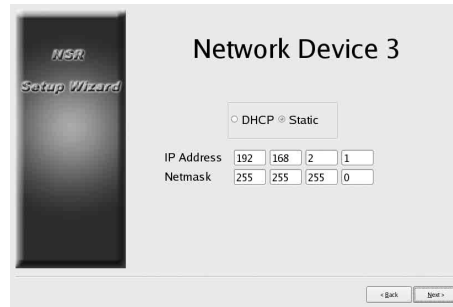 NSR
Setup Wizard
Network Device 3
DHCP Static
IP Address 192 168 2 1
Netmask 255 255 255 0
< Back Next >